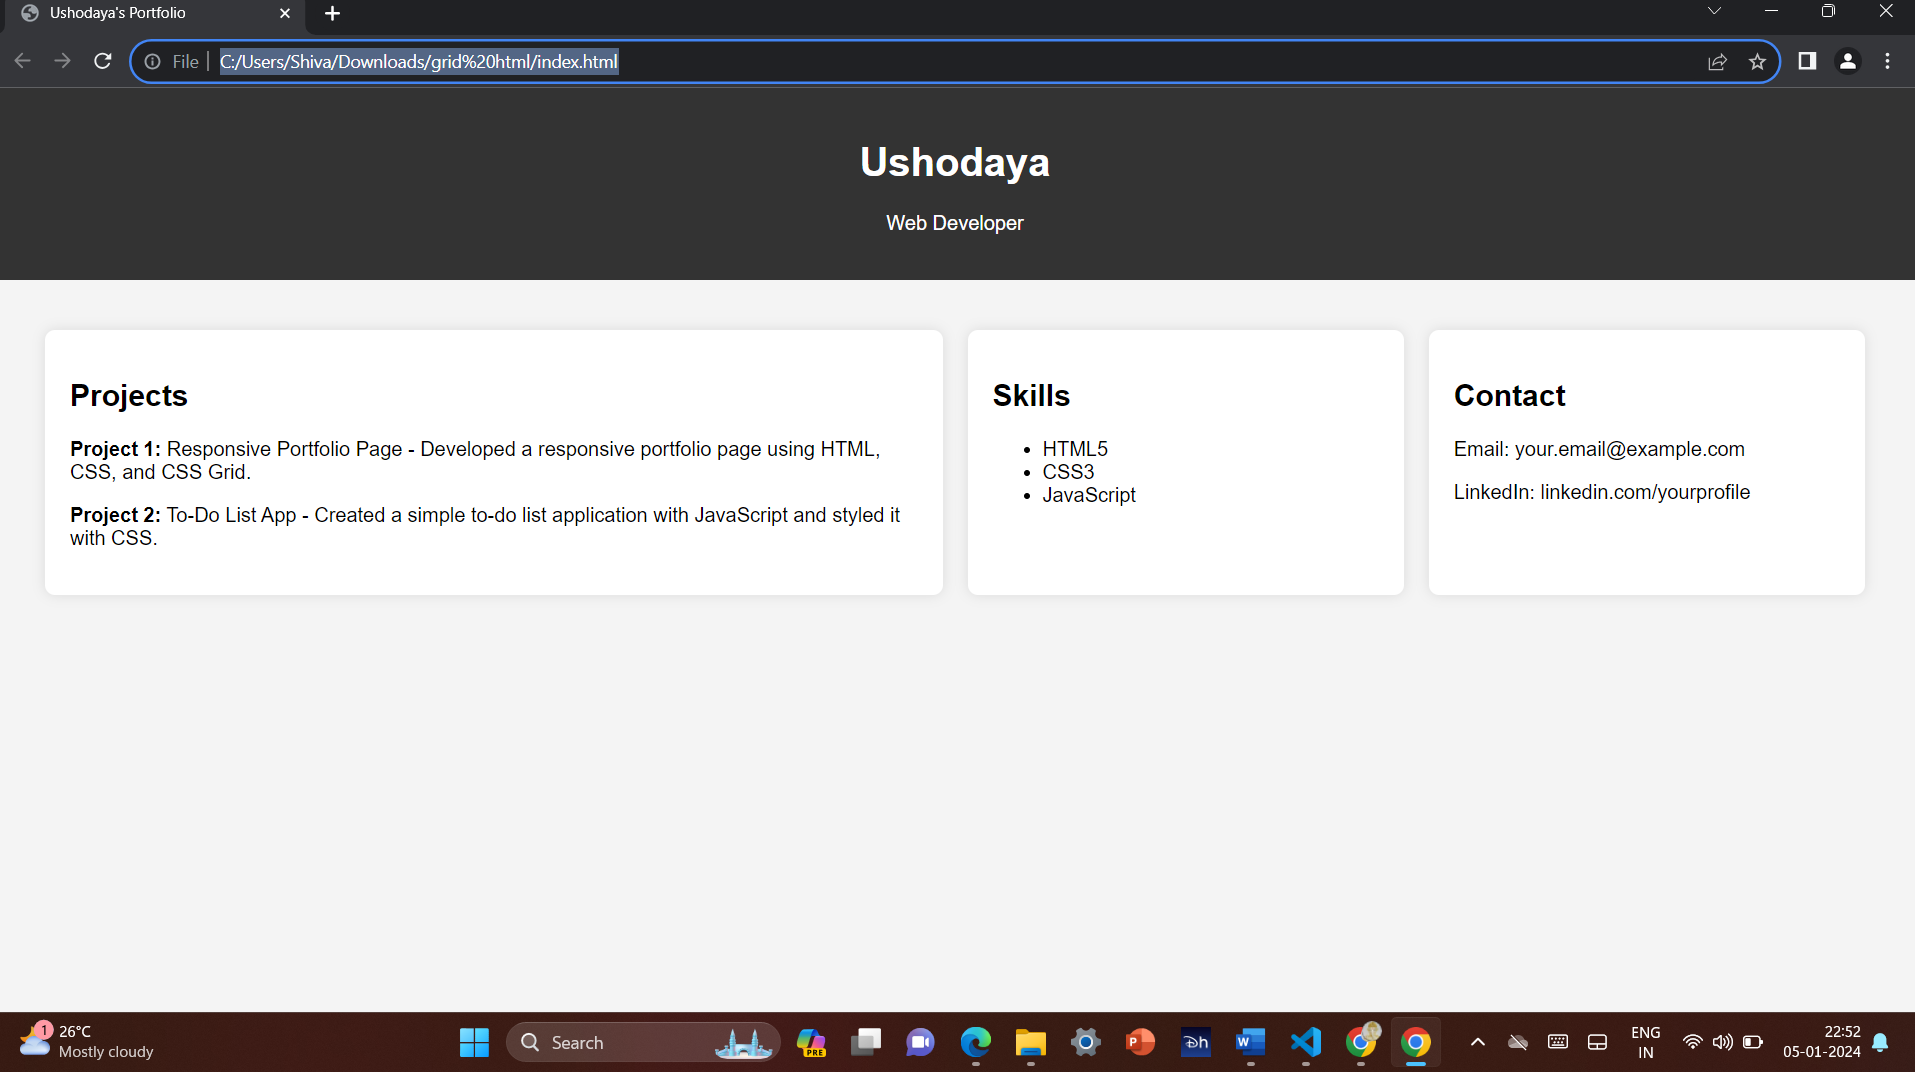 Ushodaya's Portfolio
File
C:/Users/Shiva/Downloads/grid%20html/index.html
Ushodaya
Web Developer
Projects
Project 1: Responsive Portfolio Page - Developed a responsive portfolio page using HTML,
CSS, and CSS Grid.
Project 2: To-Do List App - Created a simple to-do list application with JavaScript and styled it
with CSS.
Skills
• HTML5
• CSS3
• JavaScript
Contact
Email: your.email@example.com
LinkedIn: linkedin.com/yourprofile
1
26°C
Mostly cloudy
Search
PRE
P
Dh
W
ENG
IN
22:52
05-01-2024